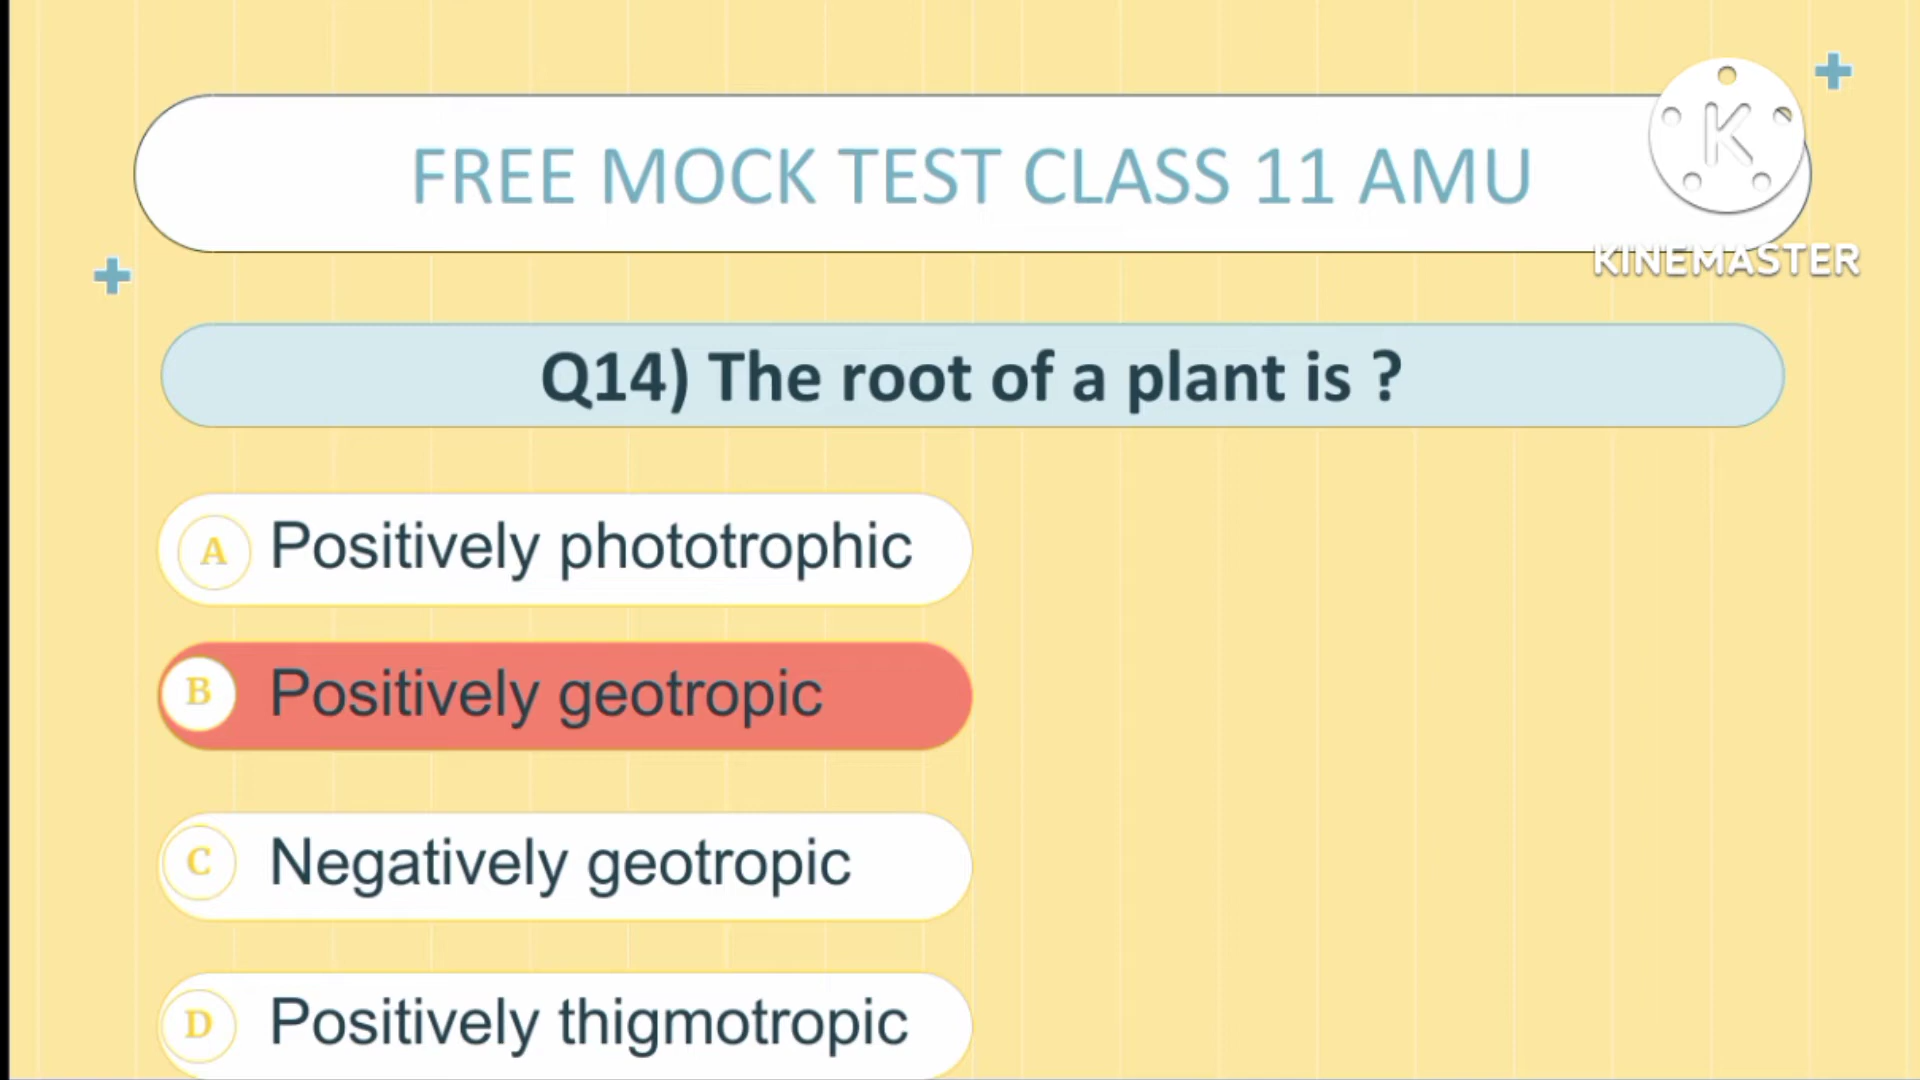 FREE MOCK TEST CLASS 11 AMU
K
KINEMASTER
Q14) The root of a plant is ?
A Positively phototrophic
B Positively geotropic
C Negatively geotropic
D Positively thigmotropic